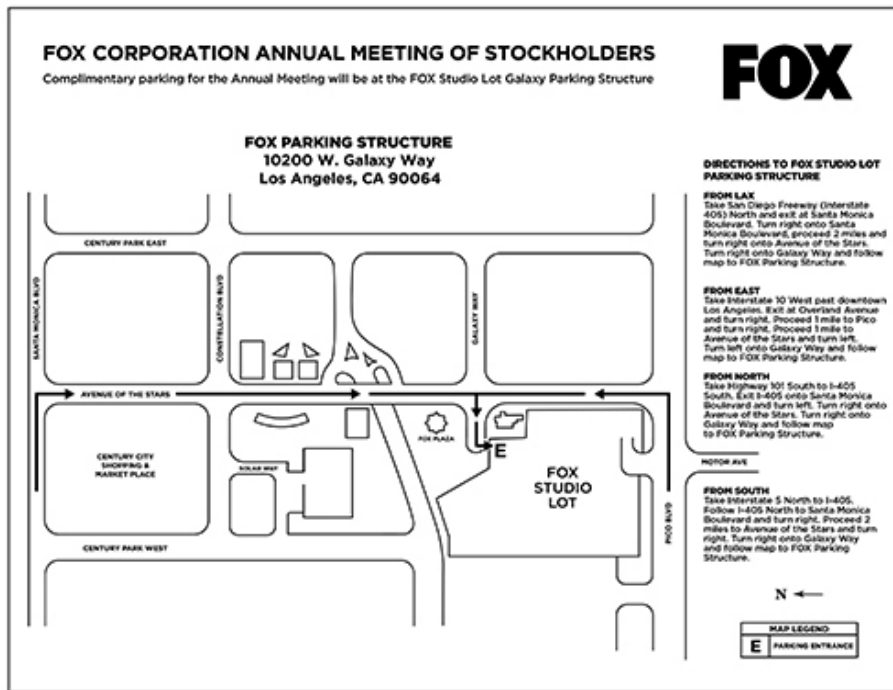 FOX CORPORATION ANNUAL MEETING OF STOCKHOLDERS
Complimentary parking for the Annual Meeting will be at the FOX Studio Lot Galaxy Parking Structure
FOX
FOX PARKING STRUCTURE
10200 W. Galaxy Way
Los Angeles, CA 90064
CENTURY PARK EAST
SANTA MONICA BLVD
CONSTELLATION BLVD
GALAXY WAY
AVENUE OF THE STARS
CENTURY CITY
SHOPPING &
MARKET PLACE
SOLAR WAY
FOX PLAZA
E
FOX
STUDIO
LOT
MOTOR AVE
PICO BLVD
CENTURY PARK WEST
DIRECTIONS TO FOX STUDIO LOT
PARKING STRUCTURE
FROM LAX
Take San Diego Freeway (Interstate
405) North and exit at Santa Monica
Boulevard. Turn right onto Santa
Monica Boulevard, proceed 2 miles and
turn right onto Avenue of the Stars.
Turn right onto Galaxy Way and follow
map to FOX Parking Structure.
FROM EAST
Take Interstate 10 West past downtown
Los Angeles. Exit at Overland Avenue
and turn right. Proceed 1 mile to Pico
and turn right. Proceed 1 mile to
Avenue of the Stars and turn left.
Turn left onto Galaxy Way and follow
map to FOX Parking Structure.
FROM NORTH
Take Highway 101 South to I-405
South. Exit I-405 onto Santa Monica
Boulevard and turn left. Turn right onto
Avenue of the Stars. Turn right onto
Galaxy Way and follow map
to FOX Parking Structure.
FROM SOUTH
Take Interstate 5 North to I-405.
Follow I-405 North to Santa Monica
Boulevard and turn right. Proceed 2
miles to Avenue of the Stars and turn
right. Turn right onto Galaxy Way
and follow map to FOX Parking
Structure.
N
MAP LEGEND
E PARKING ENTRANCE